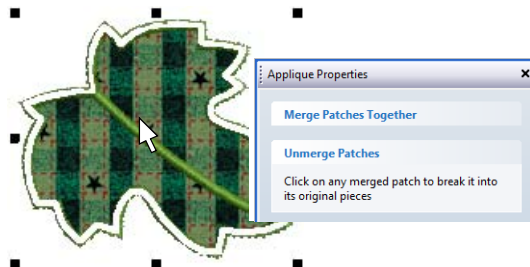 Applique Properties
Merge Patches Together
Unmerge Patches
Click on any merged patch to break it into
its original pieces